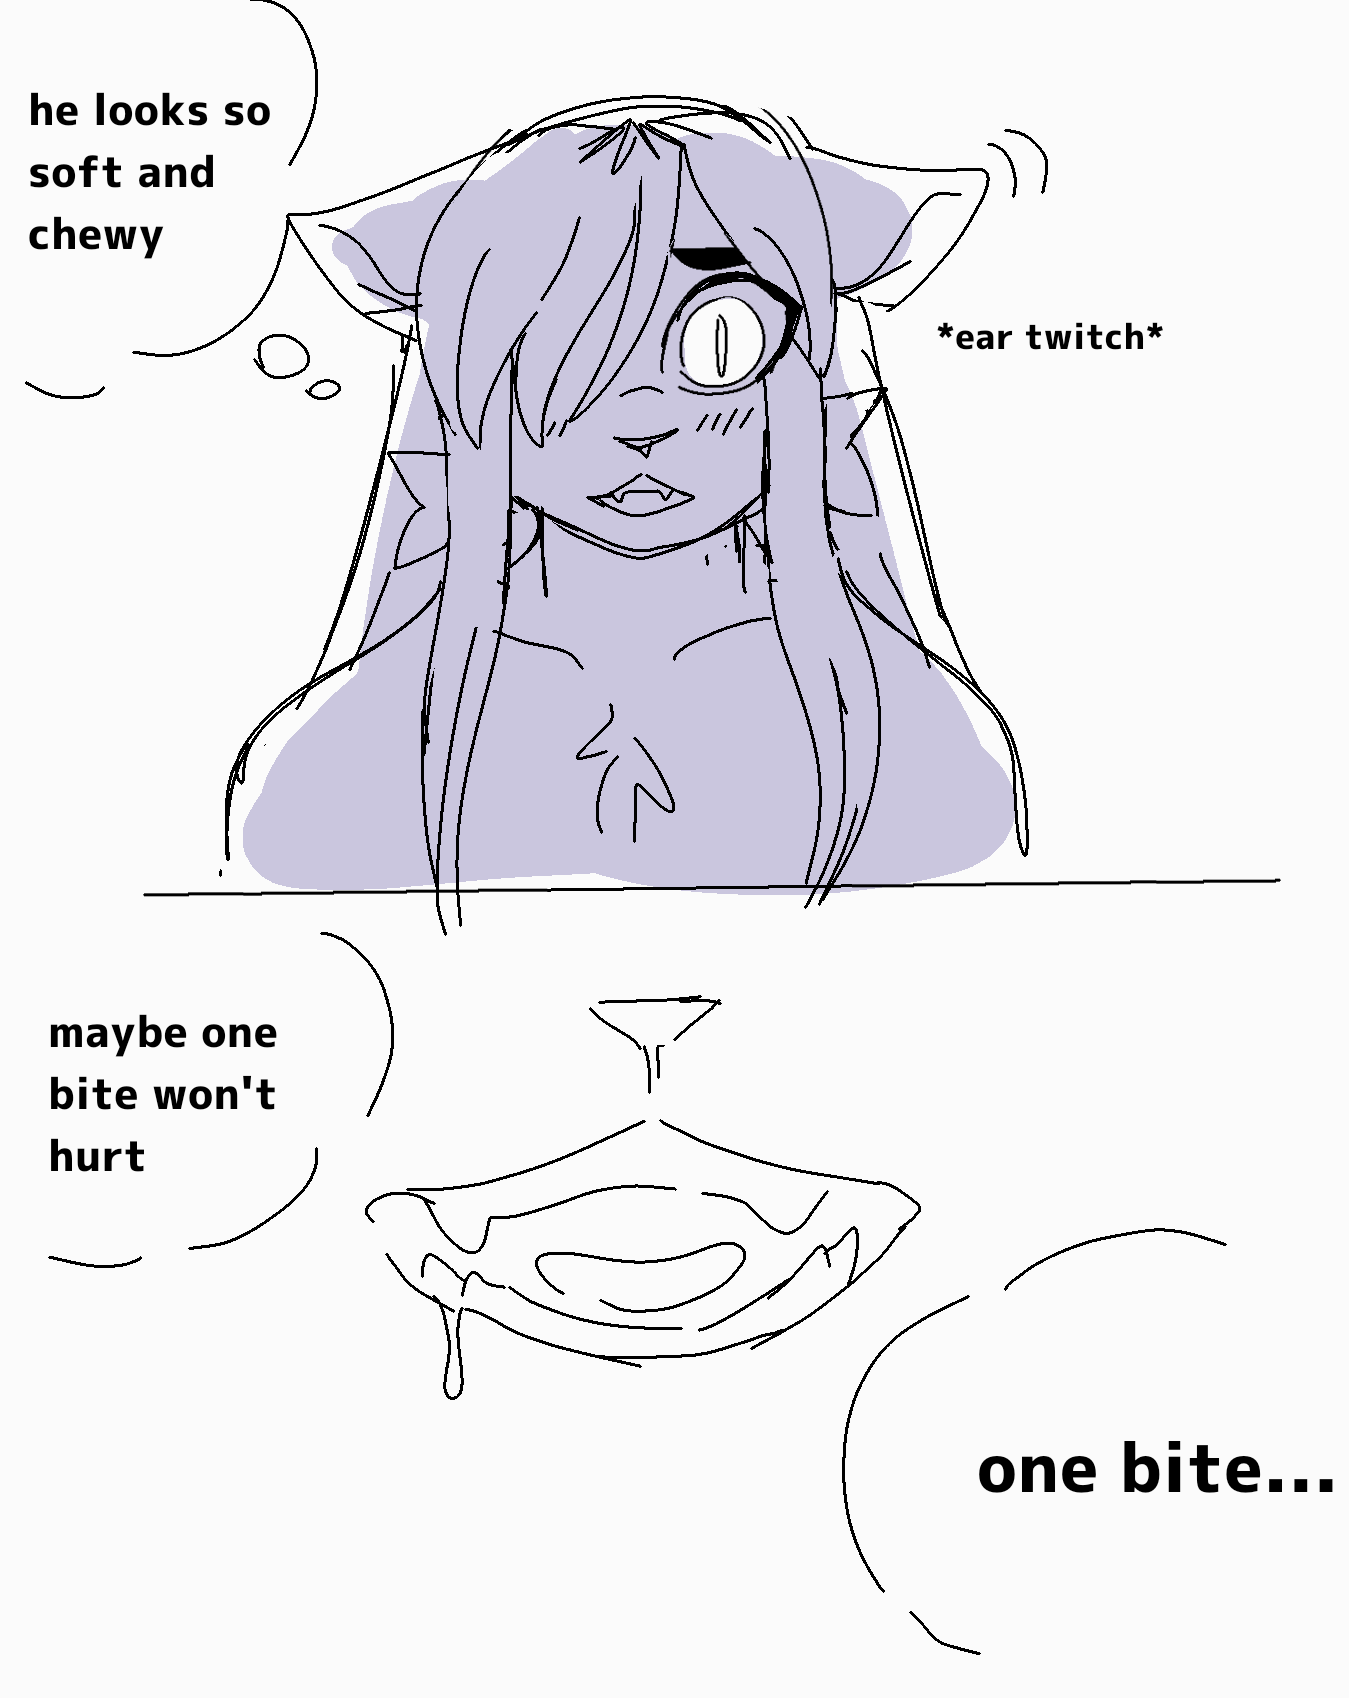 he looks so
soft and
chewy
*ear twitch*
maybe one
bite won't
hurt
one bite...